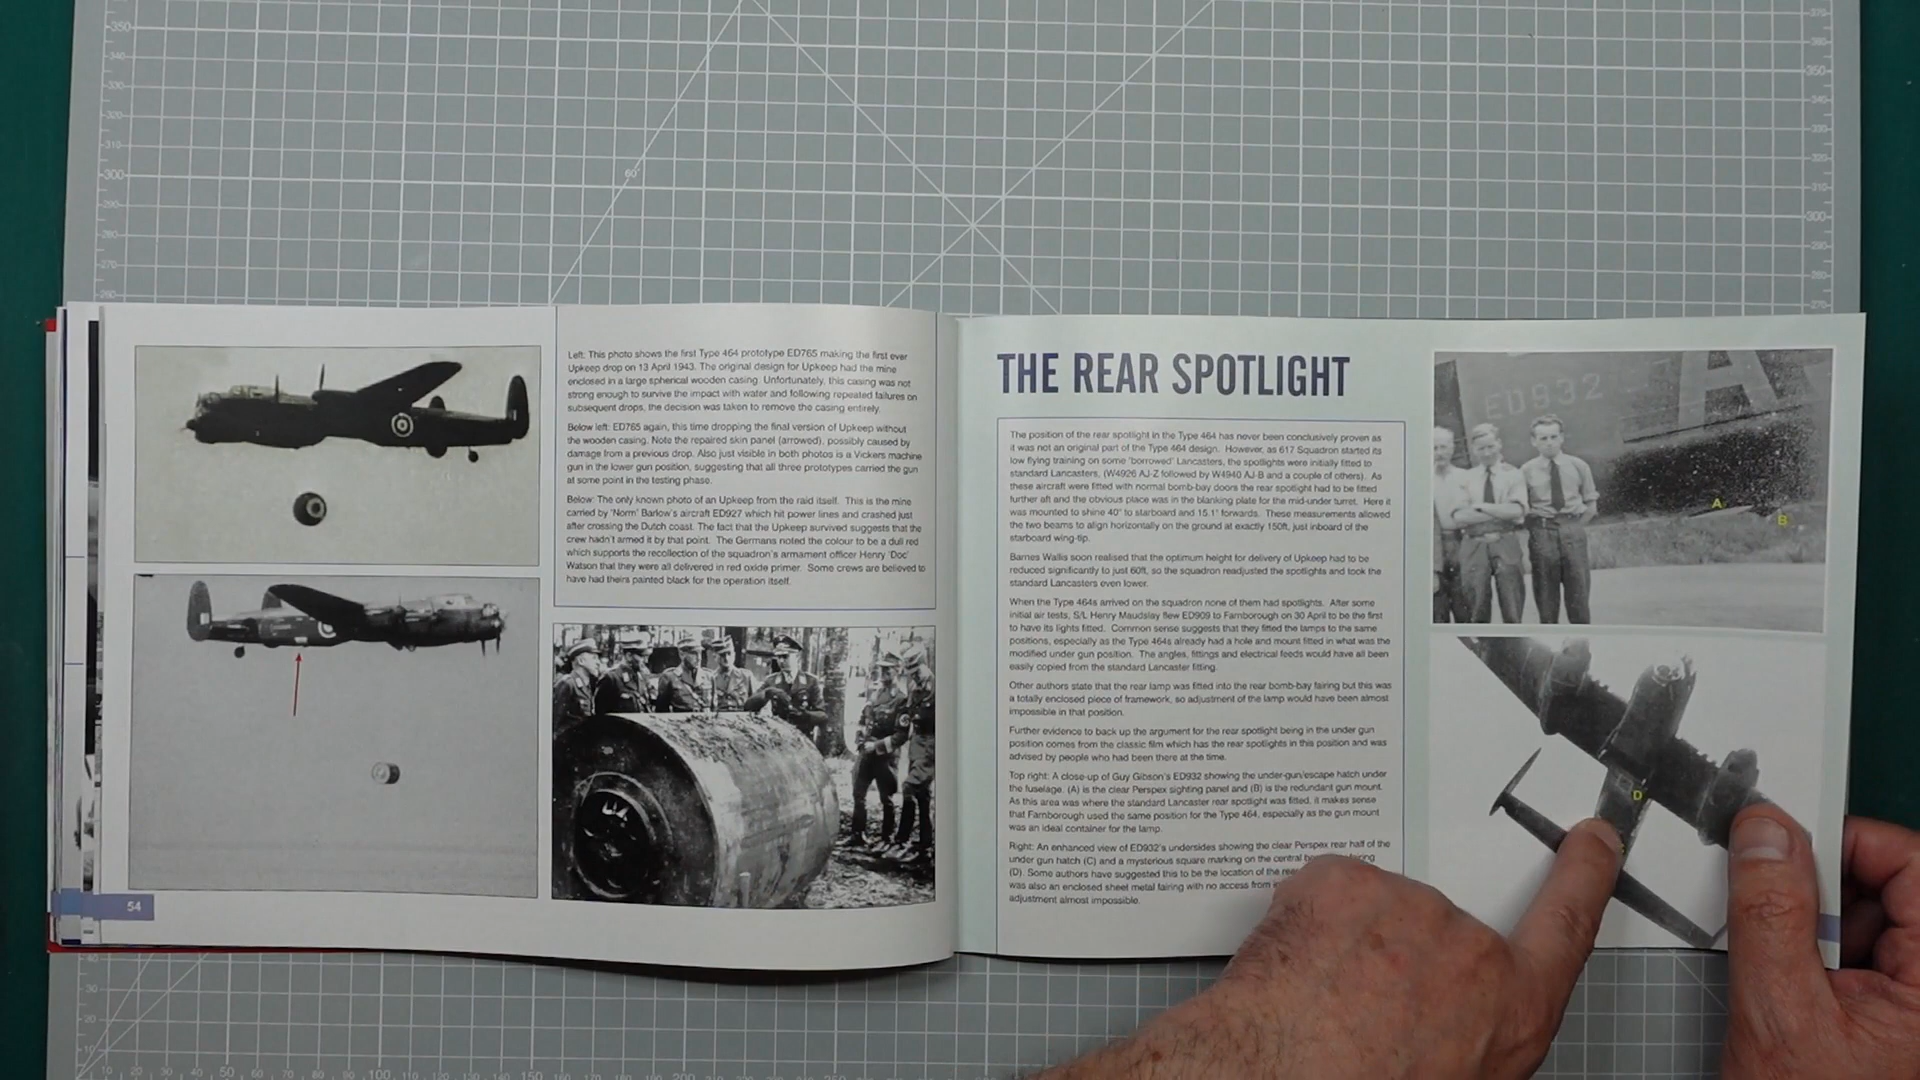 Left: This photo shows the first Type 464 prototype ED765 making the first ever
Upkeep drop on 13 April 1943. The original design for Upkeep had the mine
enclosed in a large spherical wooden casing. Unfortunately, this casing was not
strong enough to survive the impact with water and following repeated failures on
subsequent drops, the decision was taken to remove the casing entirely.
Below left: ED765 again, this time dropping the final version of Upkeep without
the wooden casing. Note the repaired skin panel (arrowed), possibly caused by
damage from a previous drop. Also just visible in both photos is a Vickers machine
gun in the lower gun position, suggesting that all three prototypes carried the gun
at some point in the testing phase.
Below: The only known photo of an Upkeep from the raid itself. This is the mine
carried by 'Norm' Barlow's aircraft ED927 which hit power lines and crashed just
after crossing the Dutch coast. The fact that the Upkeep survived suggests that the
crew hadn't armed it by that point. The Germans noted the colour to be a dull red
which supports the recollection of the squadron's armament officer Henry 'Doc'
Watson that they were all delivered in red oxide primer. Some crews are believed to
have had theirs painted black for the operation itself.
54
THE REAR SPOTLIGHT
The position of the rear spotlight in the Type 464 has never been conclusively proven as
it was not an original part of the Type 464 design. However, as 617 Squadron started its
low flying training on some 'borrowed' Lancasters, the spotlights were initially fitted to
standard Lancasters, (W4926 AJ-Z followed by W4940 AJ-B and a couple of others). As
these aircraft were fitted with normal bomb-bay doors the rear spotlight had to be fitted
further aft and the obvious place was in the blanking plate for the mid-under turret. Here it
was mounted to shine 40° to starboard and 15.1° forwards. These measurements allowed
the two beams to align horizontally on the ground at exactly 150ft, just inboard of the
starboard wing-tip.
Barnes Wallis soon realised that the optimum height for delivery of Upkeep had to be
reduced significantly to just 60ft, so the squadron readjusted the spotlights and took the
standard Lancasters even lower.
When the Type 464s arrived on the squadron none of them had spotlights. After some
initial air tests, S/L Henry Maudslay flew ED909 to Farnborough on 30 April to be the first
to have its lights fitted. Common sense suggests that they fitted the lamps to the same
positions, especially as the Type 464s already had a hole and mount fitted in what was the
modified under gun position. The angles, fittings and electrical feeds would have all been
easily copied from the standard Lancaster fitting.
Other authors state that the rear lamp was fitted into the rear bomb-bay fairing but this was
a totally enclosed piece of framework, so adjustment of the lamp would have been almost
impossible in that position.
Further evidence to back up the argument for the rear spotlight being in the under gun
position comes from the classic film which has the rear spotlights in this position and was
advised by people who had been there at the time.
Top right: A close-up of Guy Gibson's ED932 showing the under-gun/escape hatch under
the fuselage. (A) is the clear Perspex sighting panel and (B) is the redundant gun mount.
As this area was where the standard Lancaster rear spotlight was fitted, it makes sense
that Farnborough used the same position for the Type 464, especially as the gun mount
was an ideal container for the lamp.
Right: An enhanced view of ED932's undersides showing the clear Perspex rear half of the
under gun hatch (C) and a mysterious square marking on the central
(D). Some authors have suggested this to be the location of the
was also an enclosed sheet metal fairing with no access from
adjustment almost impossible.
ED932
A
A
B
D
350
340
330
320
310
300
290
280
270
60°